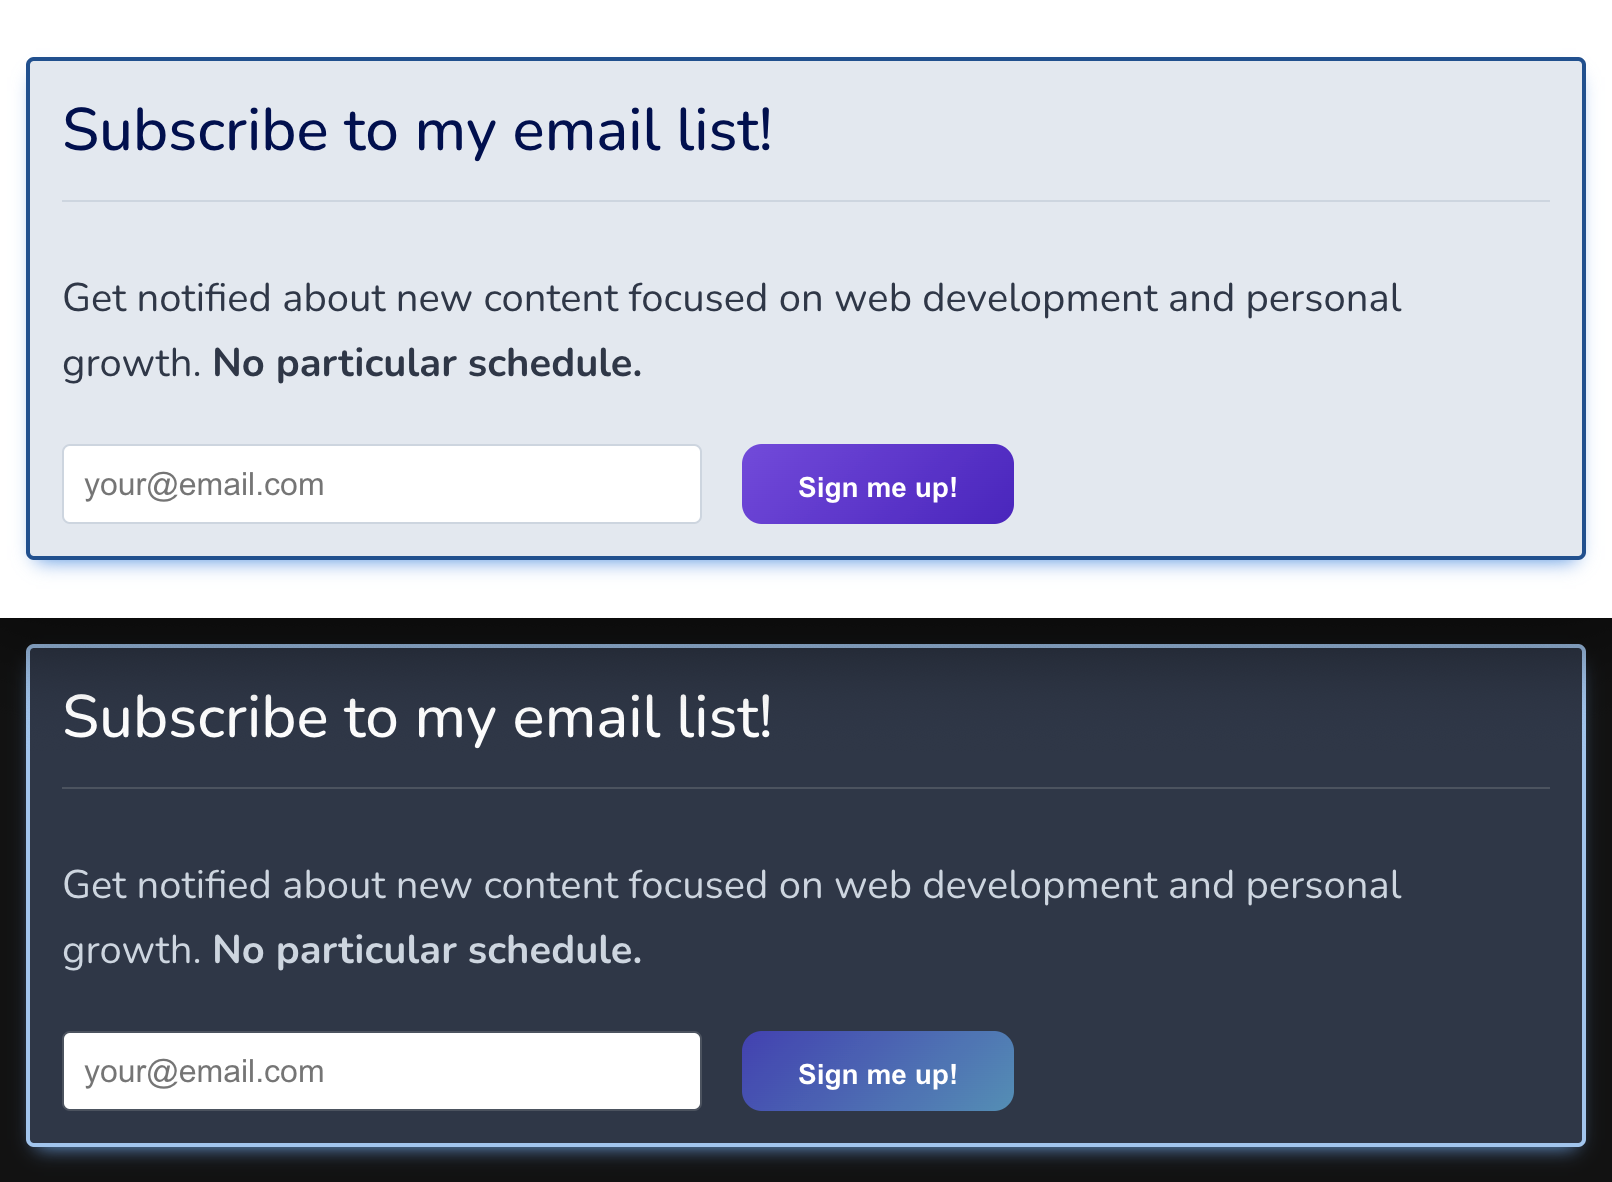 Subscribe to my email list!
Get notified about new content focused on web development and personal
growth. No particular schedule.
your@email.com
Sign me up!
Subscribe to my email list!
Get notified about new content focused on web development and personal
growth. No particular schedule.
your@email.com
Sign me up!